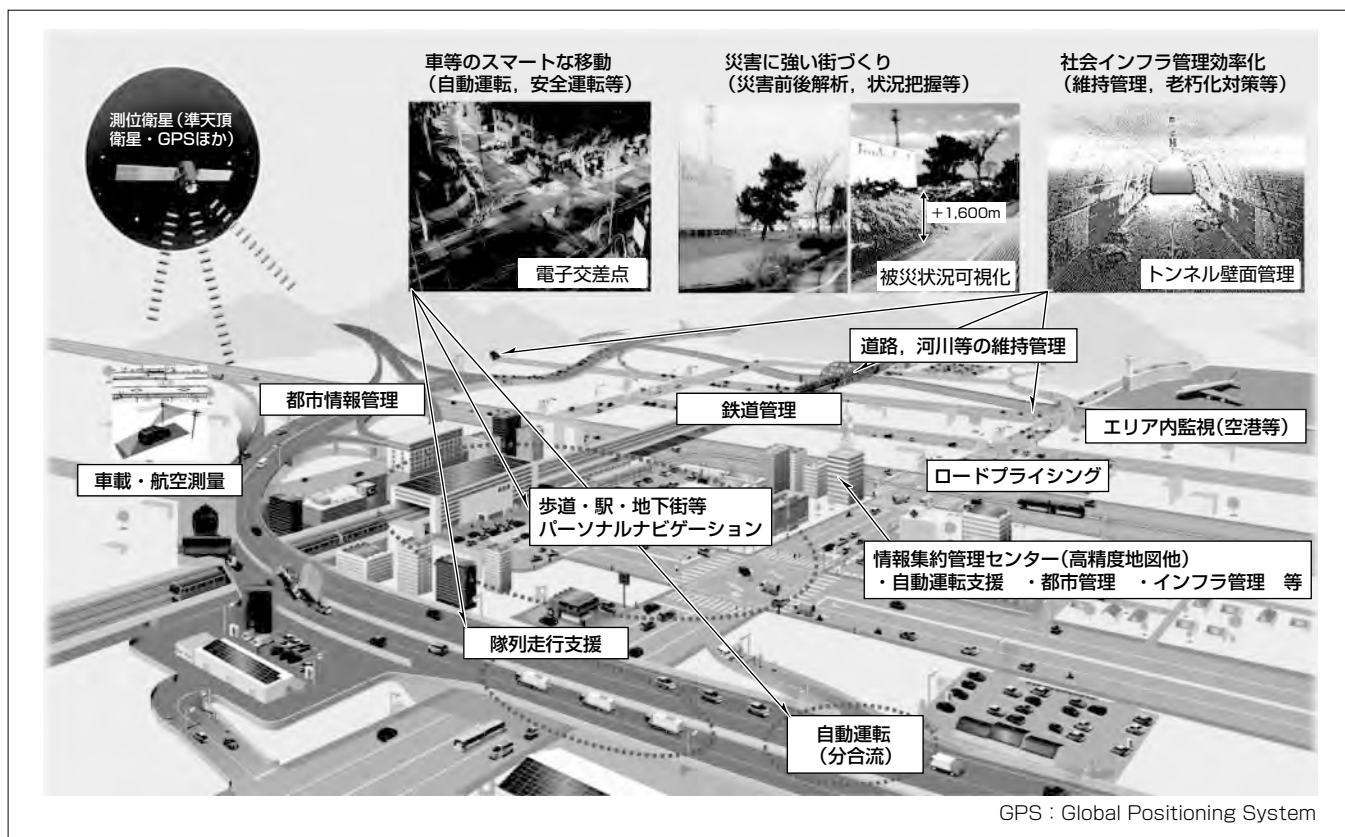 車等のスマートな移動
（自動運転，安全運転等）
災害に強い街づくり
（災害前後解析，状況把握等）
社会インフラ管理効率化
（維持管理，老朽化対策等）
測位衛星（準天頂
衛星・GPSほか）
電子交差点
＋1,600m
被災状況可視化
トンネル壁面管理
道路，河川等の維持管理
都市情報管理
鉄道管理
エリア内監視（空港等）
車載・航空測量
ロードプライシング
歩道・駅・地下街等
パーソナルナビゲーション
情報集約管理センター（高精度地図他）
・自動運転支援　・都市管理　・インフラ管理　等
隊列走行支援
自動運転
（分合流）
GPS：Global Positioning System